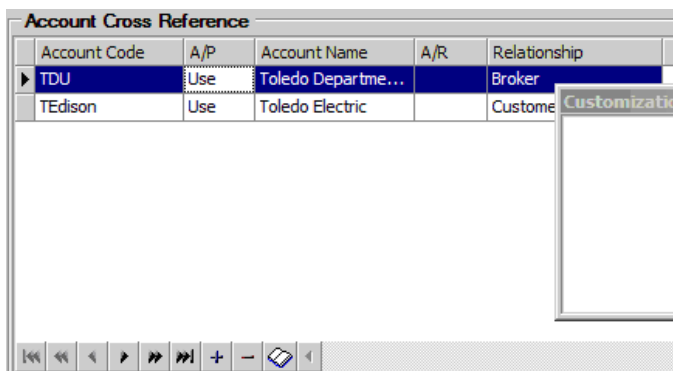 Account Cross Reference
Account Code A/P Account Name A/R Relationship
TDU Use Toledo Departme... Broker
TEdison Use Toledo Electric Custome
Customizatio